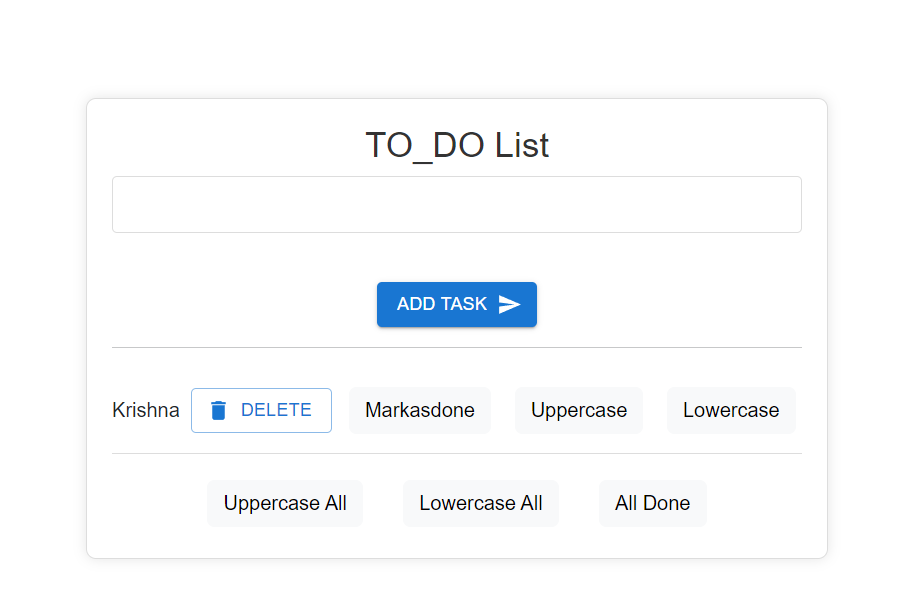 TO_DO List
ADD TASK
Krishna DELETE Markasdone Uppercase Lowercase
Uppercase All Lowercase All All Done